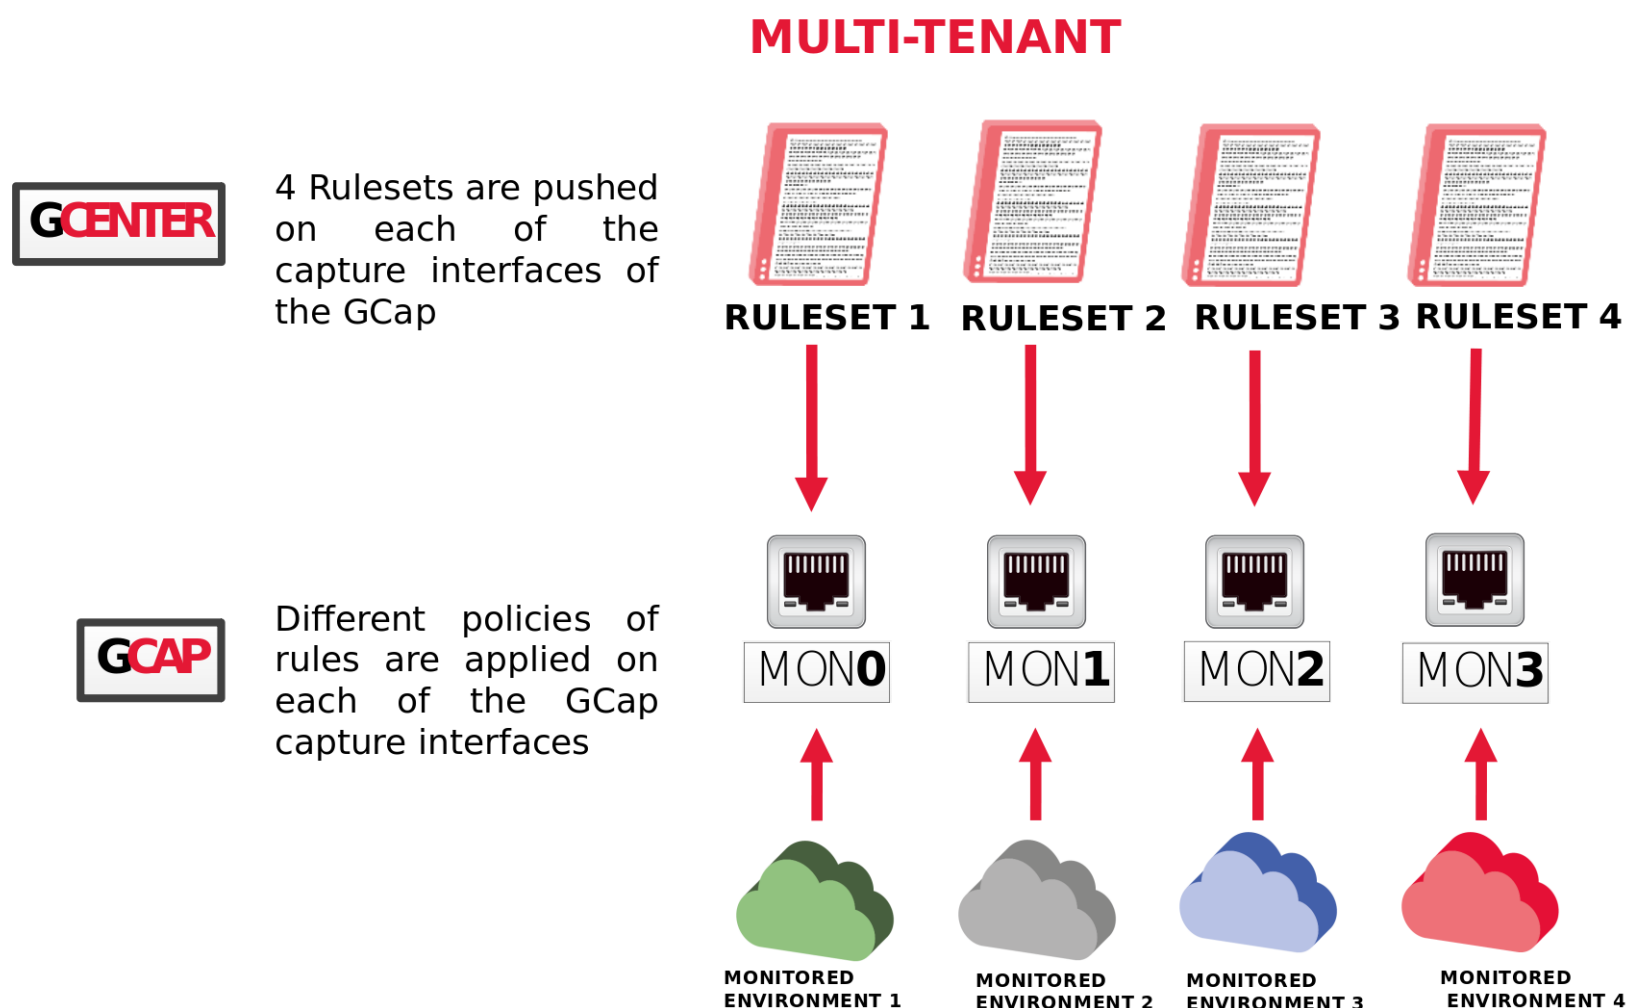 MULTI-TENANT
GCENTER
4 Rulesets are pushed
on each of the
capture interfaces of
the GCap
RULESET 1
RULESET 2
RULESET 3
RULESET 4
GCAP
Different policies of
rules are applied on
each of the GCap
capture interfaces
MON0
MON1
MON2
MON3
MONITORED
ENVIRONMENT 1
MONITORED
ENVIRONMENT 2
MONITORED
ENVIRONMENT 3
MONITORED
ENVIRONMENT 4